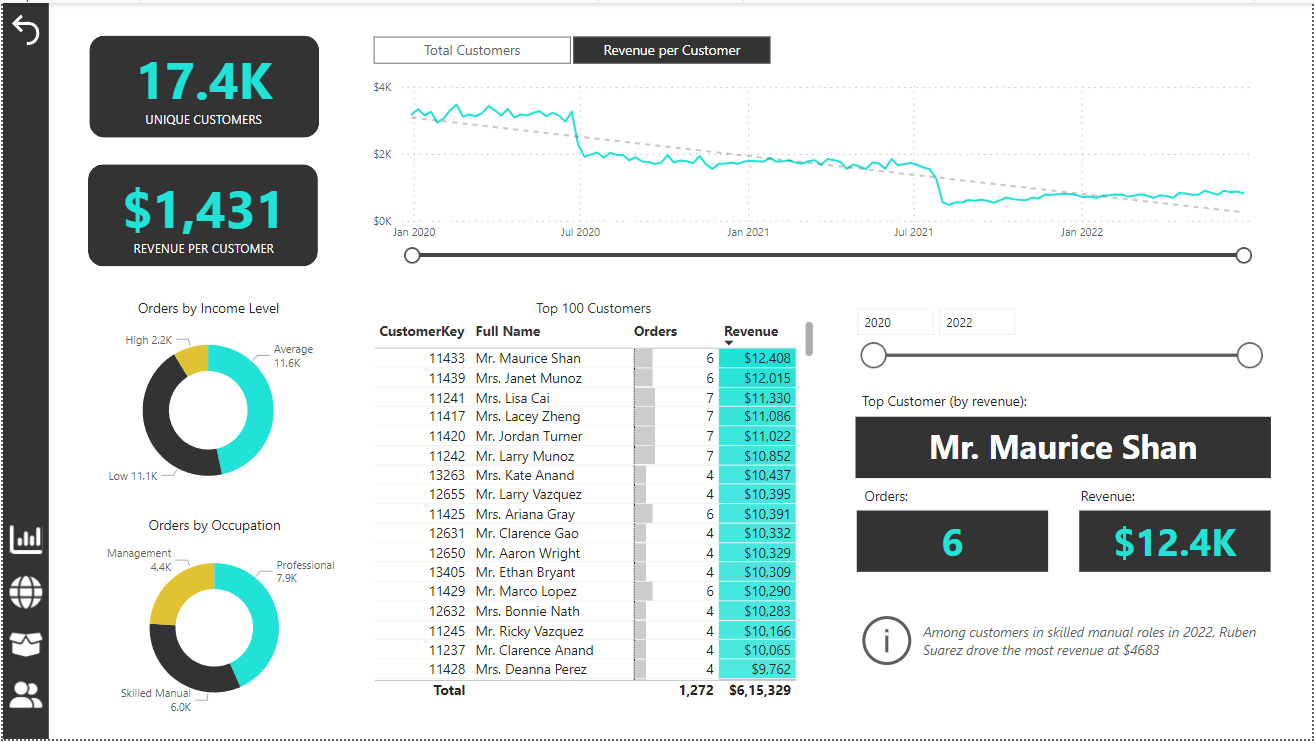 17.4K
UNIQUE CUSTOMERS
$1,431
REVENUE PER CUSTOMER
Total Customers
Revenue per Customer
$4K
$2K
$0K
Jan 2020
Jul 2020
Jan 2021
Jul 2021
Jan 2022
Orders by Income Level
High 2.2K
Average
11.6K
Low 11.1K
Orders by Occupation
Management
4.4K
Professional
7.9K
Skilled Manual
6.0K
Top 100 Customers
CustomerKey Full Name Orders Revenue
11433 Mr. Maurice Shan 6 $12,408
11439 Mrs. Janet Munoz 6 $12,015
11241 Mrs. Lisa Cai 7 $11,330
11417 Mrs. Lacey Zheng 7 $11,086
11420 Mr. Jordan Turner 7 $11,022
11242 Mr. Larry Munoz 7 $10,852
13263 Mrs. Kate Anand 4 $10,437
12655 Mr. Larry Vazquez 4 $10,395
11425 Mrs. Ariana Gray 6 $10,391
12631 Mr. Clarence Gao 4 $10,332
12650 Mr. Aaron Wright 4 $10,329
13405 Mr. Ethan Bryant 4 $10,309
11429 Mr. Marco Lopez 6 $10,290
12632 Mrs. Bonnie Nath 4 $10,283
11245 Mr. Ricky Vazquez 4 $10,166
11237 Mr. Clarence Anand 4 $10,065
11428 Mrs. Deanna Perez 4 $9,762
Total 1,272 $6,15,329
2020
2022
Top Customer (by revenue):
Mr. Maurice Shan
Orders:
Revenue:
6
$12.4K
i
Among customers in skilled manual roles in 2022, Ruben
Suarez drove the most revenue at $4683